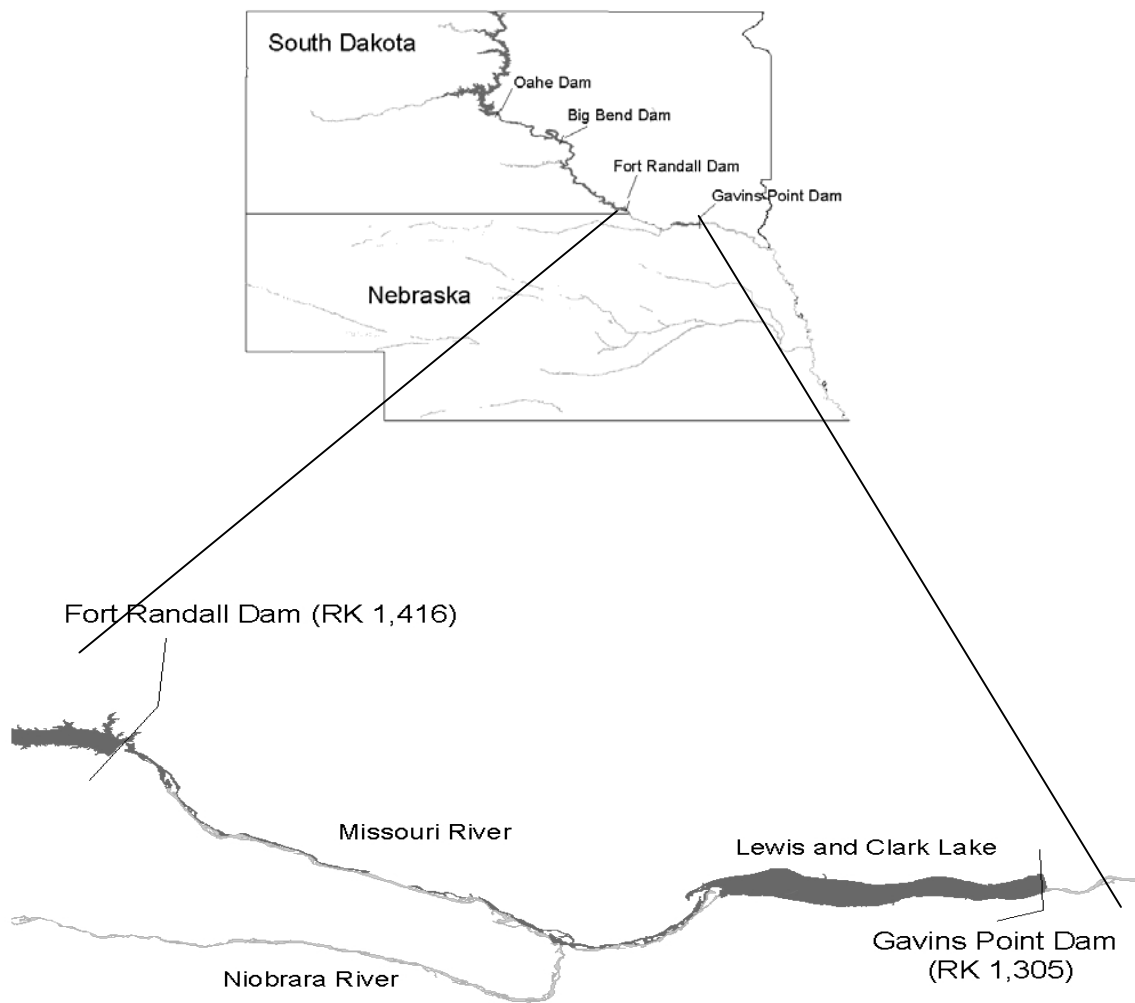 South Dakota
Oahe Dam
Big Bend Dam
Fort Randall Dam
Gavins Point Dam
Nebraska
Fort Randall Dam (RK 1,416)
Missouri River
Lewis and Clark Lake
Gavins Point Dam
(RK 1,305)
Niobrara River